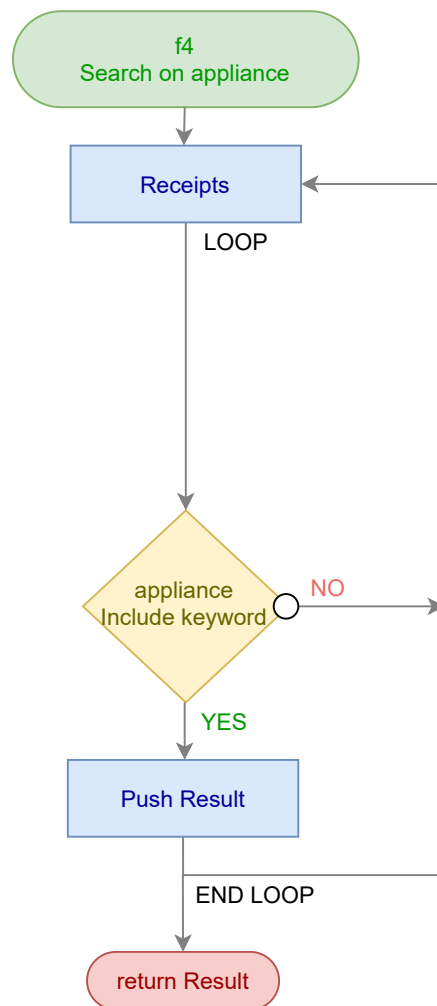 f4
Search on appliance
Receipts
LOOP
appliance
Include keyword
NO
YES
Push Result
END LOOP
return Result